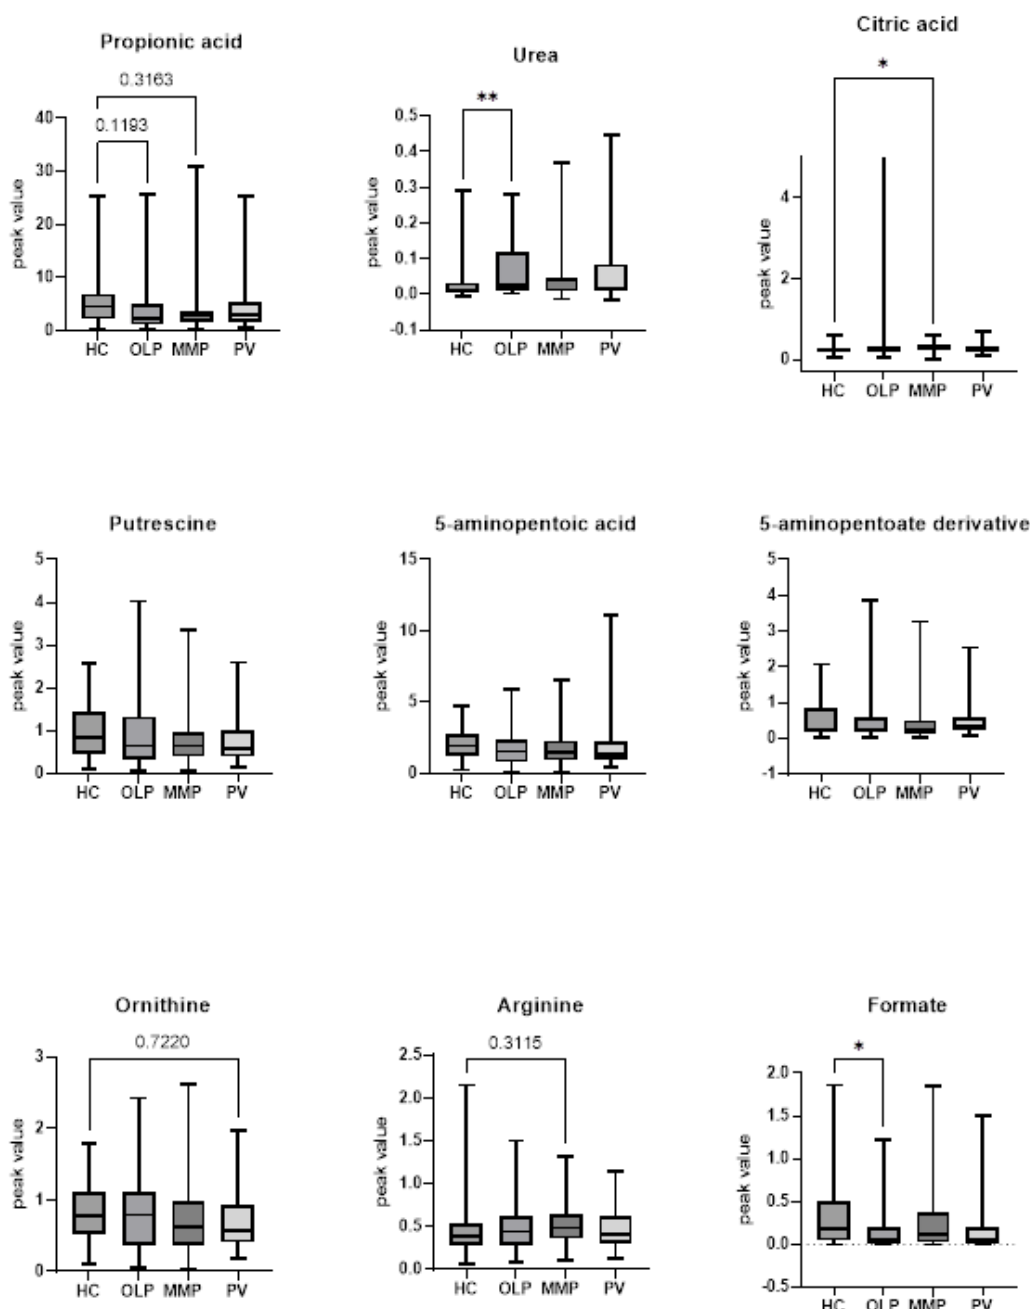 Propionic acid
0.3163
0.1193
40
30
20
10
0
peak value
HC OLP MMP PV
Urea
**
0.5
0.4
0.3
0.2
0.1
0.0
-0.1
peak value
HC OLP MMP PV
Citric acid
*
4
2
0
peak value
HC OLP MMP PV
Putrescine
5
4
3
2
1
0
peak value
HC OLP MMP PV
5-aminopentoic acid
15
10
5
0
peak value
HC OLP MMP PV
5-aminopentoate derivative
5
4
3
2
1
0
-1
peak value
HC OLP MMP PV
Ornithine
0.7220
3
2
1
0
peak value
HC OLP MMP PV
Arginine
0.3115
2.5
2.0
1.5
1.0
0.5
0.0
peak value
HC OLP MMP PV
Formate
*
2.0
1.5
1.0
0.5
0.0
-0.5
peak value
HC OLP MMP PV